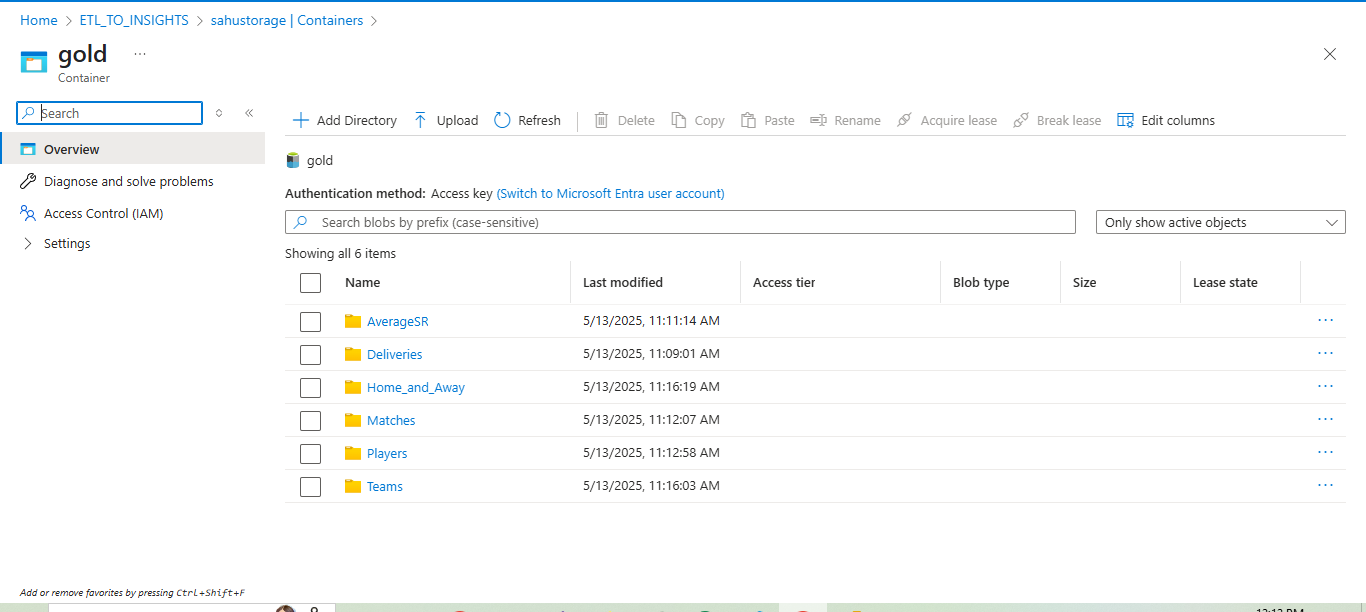 Home > ETL_TO_INSIGHTS > sahustorage | Containers >
gold ...
Container
Search
Add Directory Upload Refresh Delete Copy Paste Rename Acquire lease Break lease Edit columns
Overview
Diagnose and solve problems
Access Control (IAM)
Settings
gold
Authentication method: Access key (Switch to Microsoft Entra user account)
Search blobs by prefix (case-sensitive) Only show active objects
Showing all 6 items
Name Last modified Access tier Blob type Size Lease state
AverageSR 5/13/2025, 11:11:14 AM ...
Deliveries 5/13/2025, 11:09:01 AM ...
Home_and_Away 5/13/2025, 11:16:19 AM ...
Matches 5/13/2025, 11:12:07 AM ...
Players 5/13/2025, 11:12:58 AM ...
Teams 5/13/2025, 11:16:03 AM ...
Add or remove favorites by pressing Ctrl+Shift+F